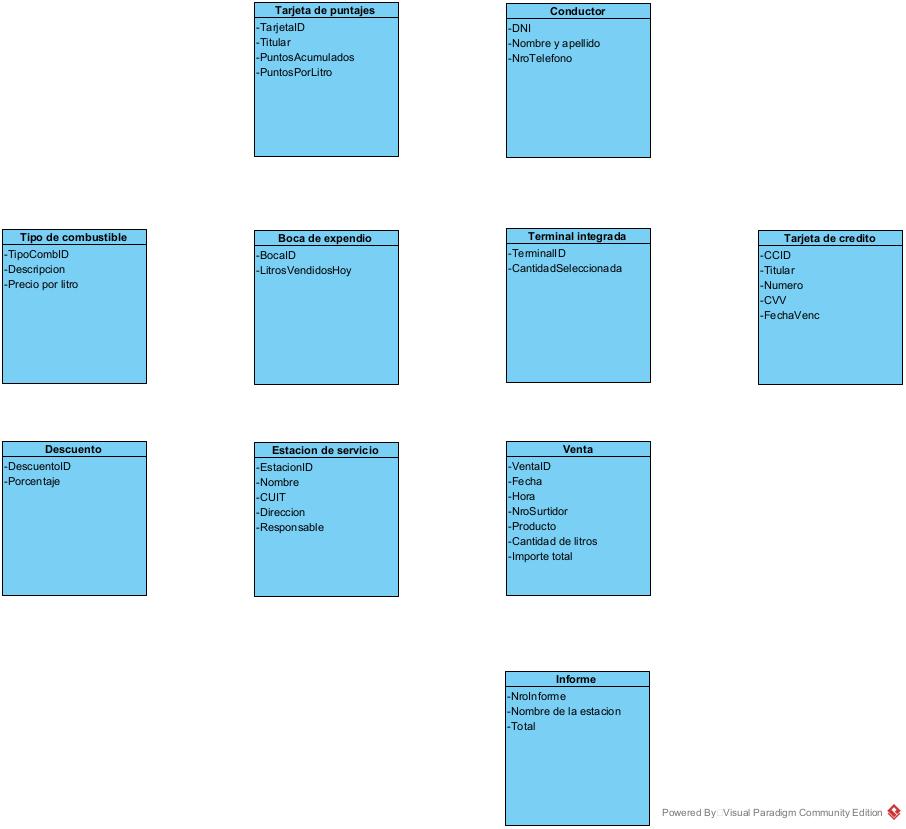 Tarjeta de puntajes
-TarjetaID
-Titular
-PuntosAcumulados
-PuntosPorLitro
Conductor
-DNI
-Nombre y apellido
-NroTelefono
Tipo de combustible
-TipoCombID
-Descripcion
-Precio por litro
Boca de expendio
-BocaID
-LitrosVendidosHoy
Terminal integrada
-TerminalID
-CantidadSeleccionada
Tarjeta de credito
-CCID
-Titular
-Numero
-CVV
-FechaVenc
Descuento
-DescuentoID
-Porcentaje
Estacion de servicio
-EstacionID
-Nombre
-CUIT
-Direccion
-Responsable
Venta
-VentaID
-Fecha
-Hora
-NroSurtidor
-Producto
-Cantidad de litros
-Importe total
Informe
-NroInforme
-Nombre de la estacion
-Total
Powered By Visual Paradigm Community Edition